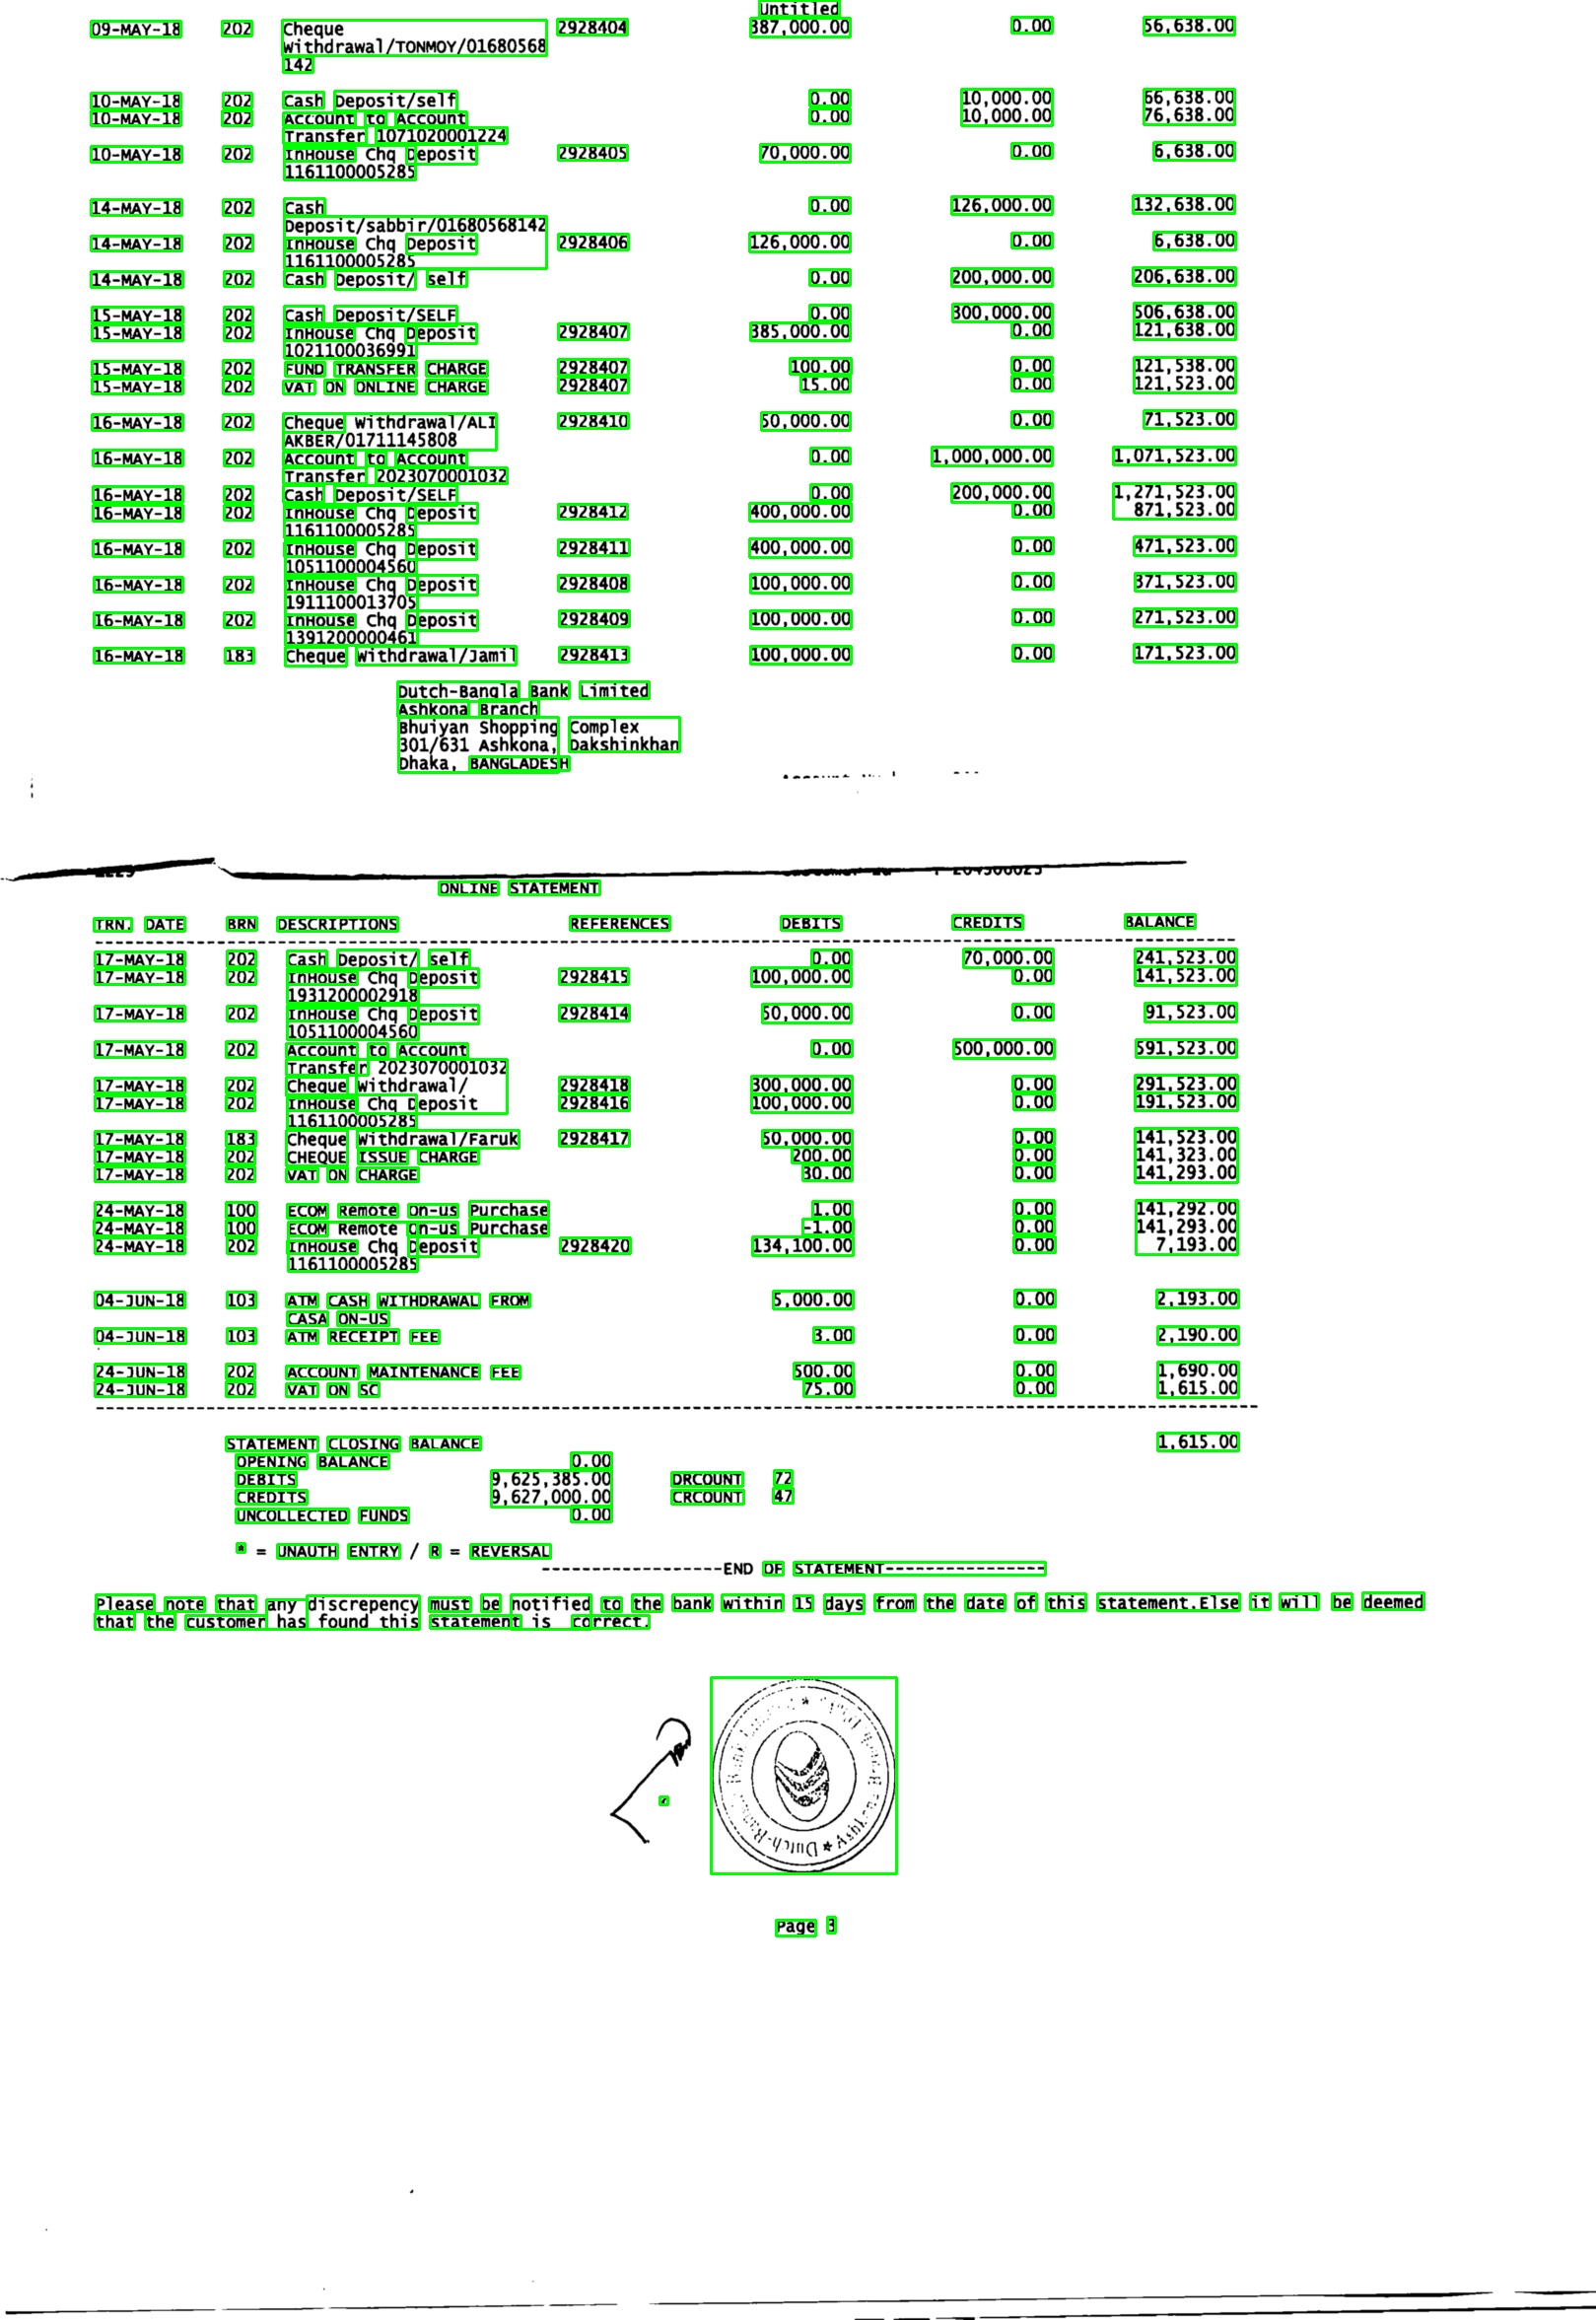 Untitled
09-MAY-18 202 Cheque 2928404 387,000.00 0.00 56,638.00
Withdrawal/TONMOY/01680568
142
10-MAY-18 202 Cash Deposit/self 0.00 10,000.00 66,638.00
10-MAY-18 202 Account to Account 0.00 10,000.00 76,638.00
Transfer 1071020001224
10-MAY-18 202 InHouse Chq Deposit 2928405 70,000.00 0.00 6,638.00
1161100005285
14-MAY-18 202 Cash 0.00 126,000.00 132,638.00
Deposit/sabbir/01680568142
14-MAY-18 202 InHouse Chq Deposit 2928406 126,000.00 0.00 6,638.00
1161100005285
14-MAY-18 202 Cash Deposit/ self 0.00 200,000.00 206,638.00
15-MAY-18 202 Cash Deposit/SELF 0.00 300,000.00 506,638.00
15-MAY-18 202 InHouse Chq Deposit 2928407 385,000.00 0.00 121,638.00
1021100036991
15-MAY-18 202 FUND TRANSFER CHARGE 2928407 100.00 0.00 121,538.00
15-MAY-18 202 VAT ON ONLINE CHARGE 2928407 15.00 0.00 121,523.00
16-MAY-18 202 Cheque Withdrawal/ALI 2928410 50,000.00 0.00 71,523.00
AKBER/01711145808
16-MAY-18 202 Account to Account 0.00 1,000,000.00 1,071,523.00
Transfer 2023070001032
16-MAY-18 202 Cash Deposit/SELF 0.00 200,000.00 1,271,523.00
16-MAY-18 202 InHouse Chq Deposit 2928412 400,000.00 0.00 871,523.00
1161100005285
16-MAY-18 202 InHouse Chq Deposit 2928411 400,000.00 0.00 471,523.00
1051100004560
16-MAY-18 202 InHouse Chq Deposit 2928408 100,000.00 0.00 371,523.00
1911100013705
16-MAY-18 202 InHouse Chq Deposit 2928409 100,000.00 0.00 271,523.00
1391200000461
16-MAY-18 183 Cheque Withdrawal/Jamil 2928413 100,000.00 0.00 171,523.00
Dutch-Bangla Bank Limited
Ashkona Branch
Bhuiyan Shopping Complex
301/631 Ashkona, Dakshinkhan
Dhaka, BANGLADESH
ONLINE STATEMENT
TRN. DATE BRN DESCRIPTIONS REFERENCES DEBITS CREDITS BALANCE
17-MAY-18 202 Cash Deposit/ self 0.00 70,000.00 241,523.00
17-MAY-18 202 InHouse Chq Deposit 2928415 100,000.00 0.00 141,523.00
1931200002918
17-MAY-18 202 InHouse Chq Deposit 2928414 50,000.00 0.00 91,523.00
1051100004560
17-MAY-18 202 Account to Account 0.00 500,000.00 591,523.00
Transfer 2023070001032
17-MAY-18 202 Cheque Withdrawal/ 2928418 300,000.00 0.00 291,523.00
17-MAY-18 202 InHouse Chq Deposit 2928416 100,000.00 0.00 191,523.00
1161100005285
17-MAY-18 183 Cheque Withdrawal/Faruk 2928417 50,000.00 0.00 141,523.00
17-MAY-18 202 CHEQUE ISSUE CHARGE 200.00 0.00 141,323.00
17-MAY-18 202 VAT ON CHARGE 30.00 0.00 141,293.00
24-MAY-18 100 ECOM Remote On-us Purchase 1.00 0.00 141,292.00
24-MAY-18 100 ECOM Remote On-us Purchase -1.00 0.00 141,293.00
24-MAY-18 202 InHouse Chq Deposit 2928420 134,100.00 0.00 7,193.00
1161100005285
04-JUN-18 103 ATM CASH WITHDRAWAL FROM 5,000.00 0.00 2,193.00
CASA ON-US
04-JUN-18 103 ATM RECEIPT FEE 3.00 0.00 2,190.00
24-JUN-18 202 ACCOUNT MAINTENANCE FEE 500.00 0.00 1,690.00
24-JUN-18 202 VAT ON SC 75.00 0.00 1,615.00
STATEMENT CLOSING BALANCE 1,615.00
OPENING BALANCE 0.00
DEBITS 9,625,385.00 DRCOUNT 72
CREDITS 9,627,000.00 CRCOUNT 47
UNCOLLECTED FUNDS 0.00
* = UNAUTH ENTRY / R = REVERSAL
------------------END OF STATEMENT----------------
Please note that any discrepency must be notified to the bank within 15 days from the date of this statement.Else it will be deemed
that the customer has found this statement is correct.
Page 3